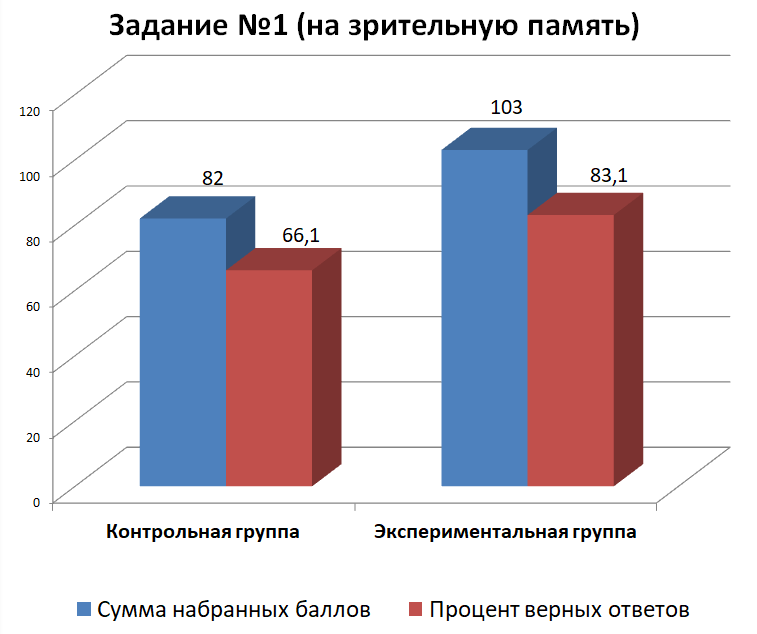 Задание №1 (на зрительную память)
120
100
80
60
40
20
0
82
66,1
103
83,1
Контрольная группа
Экспериментальная группа
Сумма набранных баллов
Процент верных ответов